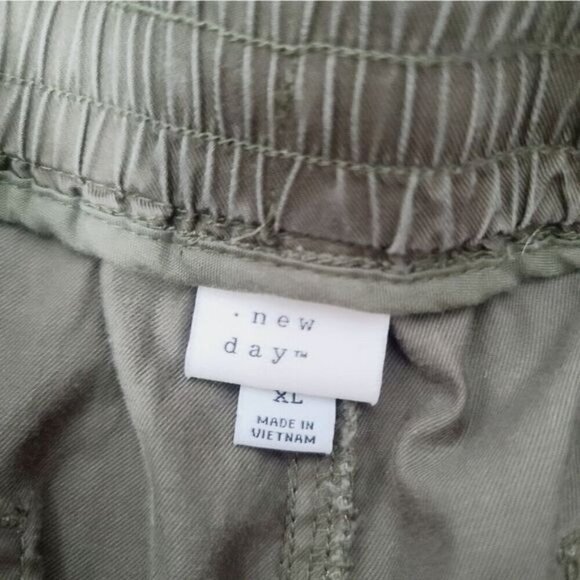 . new
day™
XL
MADE IN
VIETNAM